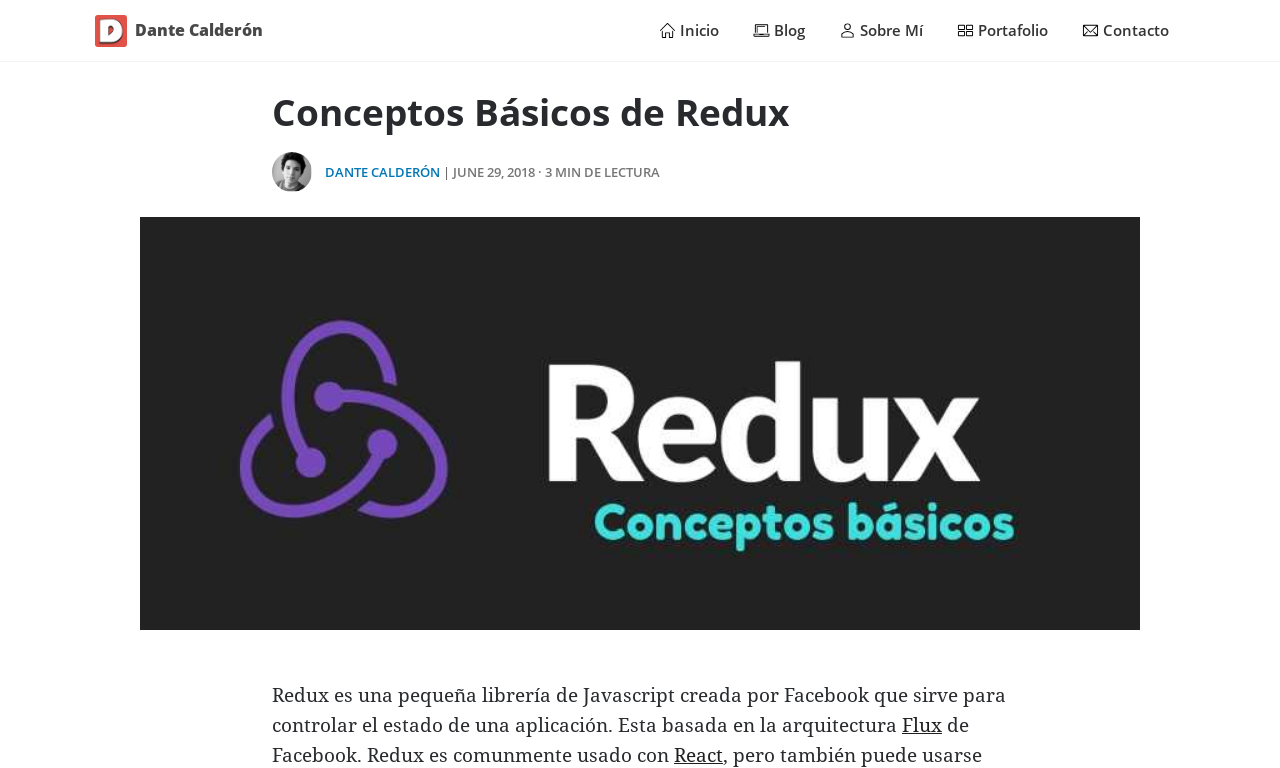 Dante Calderón
Inicio
Blog
Sobre Mí
Portafolio
Contacto
Conceptos Básicos de Redux
DANTE CALDERÓN | JUNE 29, 2018 · 3 MIN DE LECTURA
Redux
Conceptos básicos
Redux es una pequeña librería de Javascript creada por Facebook que sirve para
controlar el estado de una aplicación. Esta basada en la arquitectura Flux de
Facebook. Redux es comunmente usado con React, pero también puede usarse